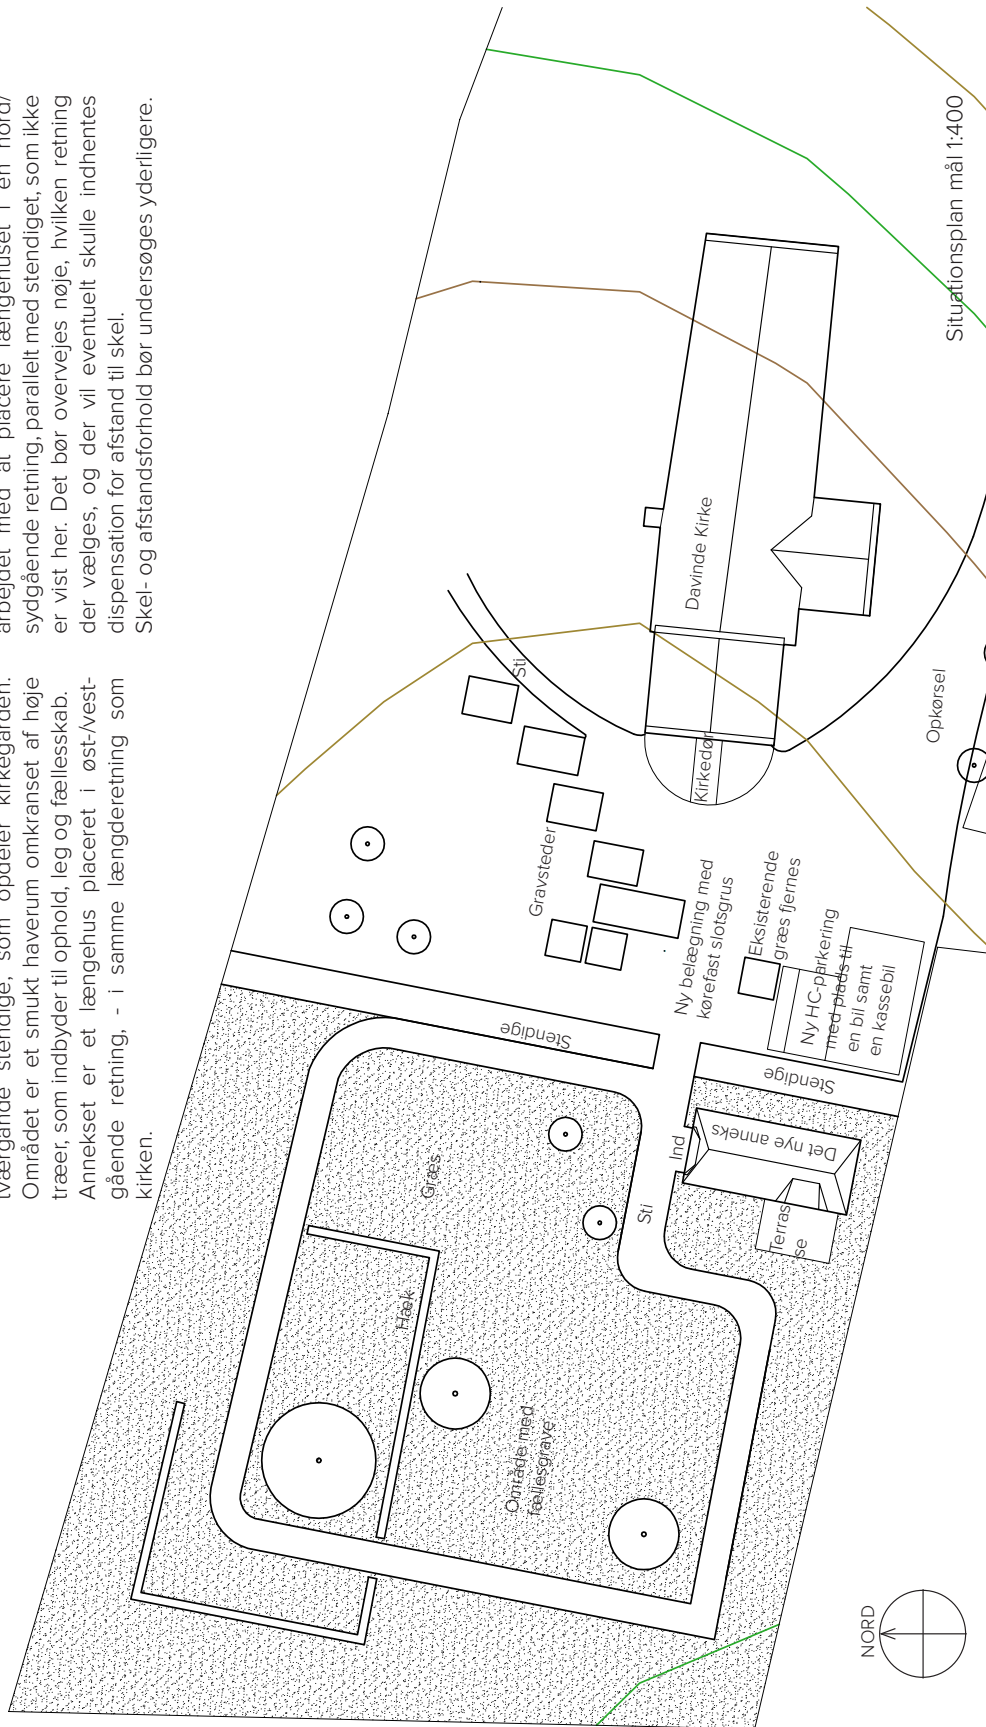 tværgående stendige, som opdeler kirkegården.
Området er et smukt haverum omkranset af høje
træer, som indbyder til ophold, leg og fællesskab.
Annekset er et længehus placeret i øst-/vest-
gående retning, - i samme længderetning som
kirken.
arbejdet med at placere længehuset i en nord/
sydgående retning, parallelt med stendiget, som ikke
er vist her. Det bør overvejes nøje, hvilken retning
der vælges, og der vil eventuelt skulle indhentes
dispensation for afstand til skel.
Skel- og afstandsforhold bør undersøges yderligere.
Græs
Hæk
Område med
fællesgrave
Stendige
Gravsteder
Sti
Sti
Ind
Terras
se
Det nye anneks
Stendige
Ny belægning med
kørefast slotsgrus
Eksisterende
græs fjernes
Ny HC-parkering
med plads til
en bil samt
en kassebil
Kirkedør
Davinde Kirke
Opkørsel
Situationsplan mål 1:400
NORD